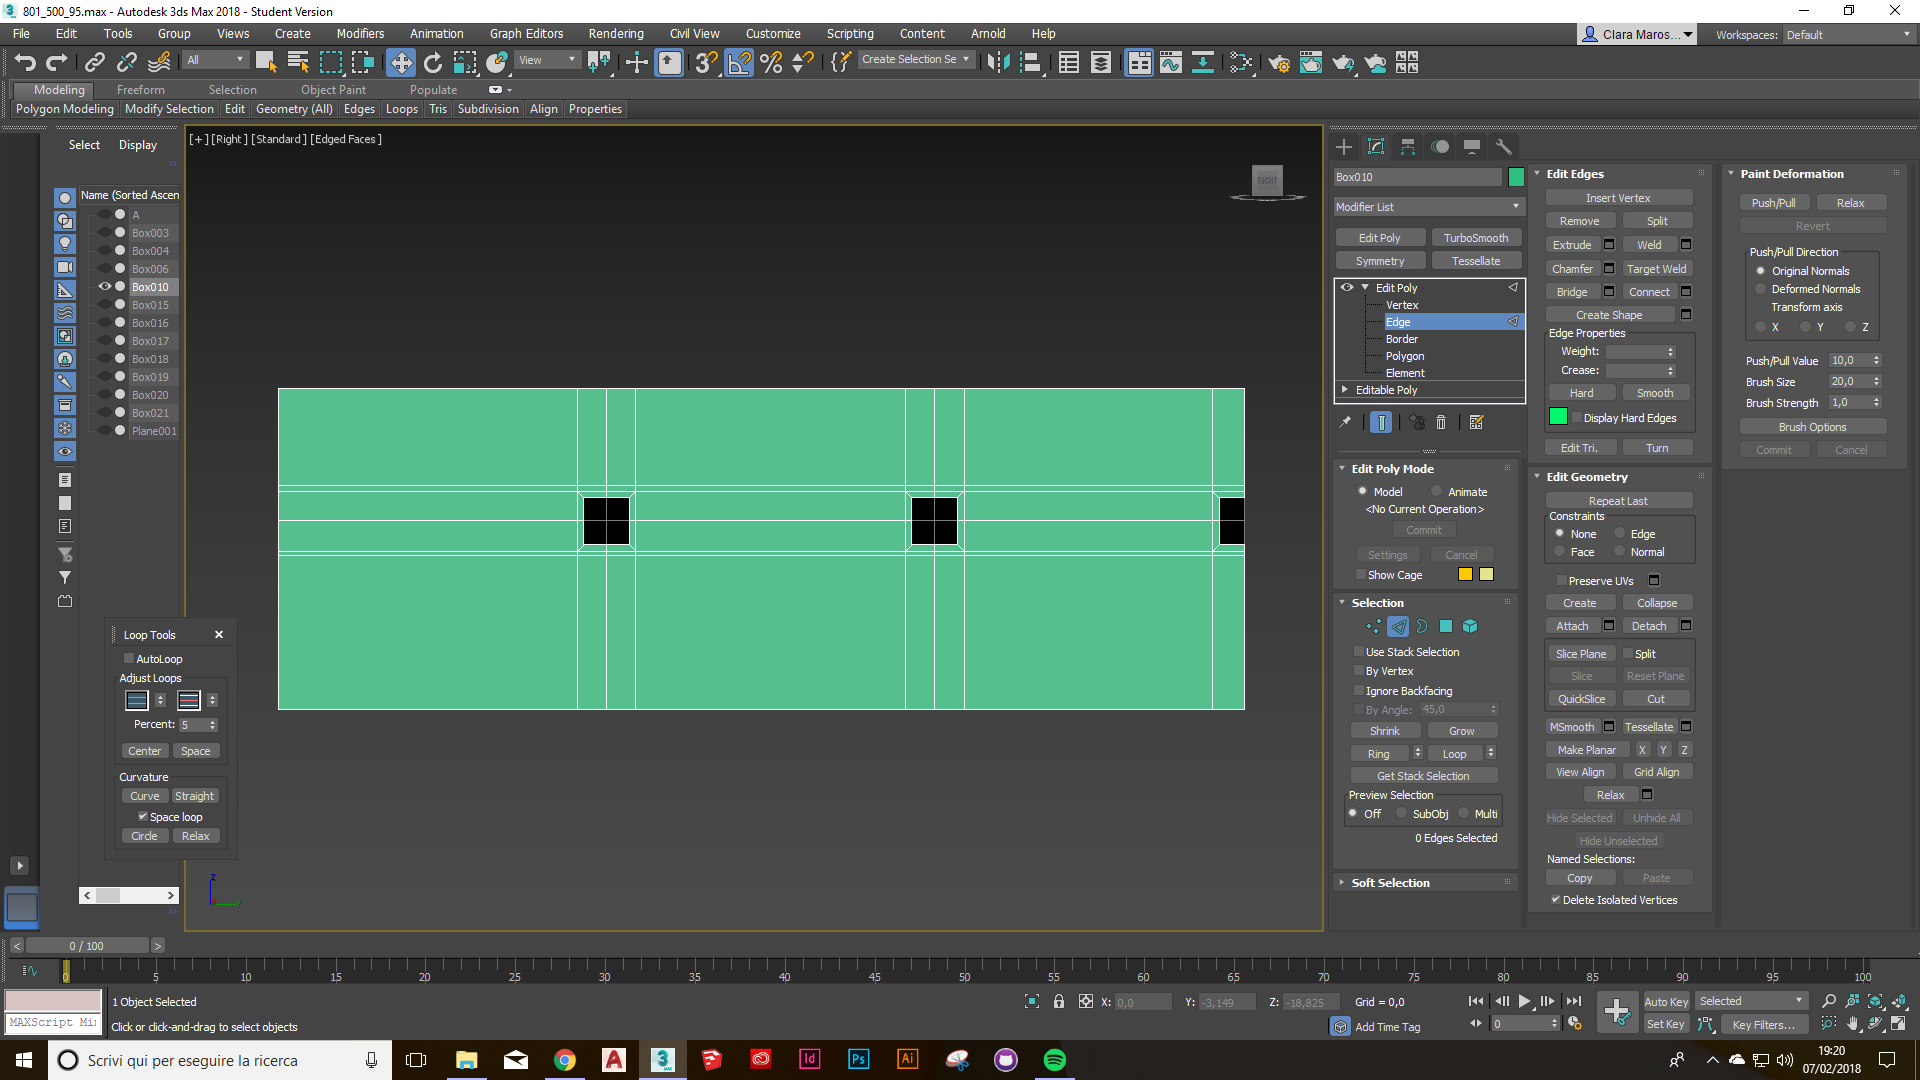 801_500_95.max - Autodesk 3ds Max 2018 - Student Version
File Edit Tools Group Views Create Modifiers Animation Graph Editors Rendering Civil View Customize Scripting Content Arnold Help
Clara Maros... Workspaces: Default
All View Create Selection Se
Modeling Freeform Selection Object Paint Populate
Polygon Modeling Modify Selection Edit Geometry (All) Edges Loops Tris Subdivision Align Properties
Select Display
Name (Sorted Ascen
A
Box003
Box004
Box006
Box010
Box015
Box016
Box017
Box018
Box019
Box020
Box021
Plane001
Loop Tools
AutoLoop
Adjust Loops
Percent: 5
Center Space
Curvature
Curve Straight
Space loop
Circle Relax
[+] [Right] [Standard] [Edged Faces]
RIGHT
z
Box010
Modifier List
Edit Poly TurboSmooth
Symmetry Tessellate
Edit Poly
Vertex
Edge
Border
Polygon
Element
Editable Poly
Edit Poly Mode
Model Animate
<No Current Operation>
Commit
Settings Cancel
Show Cage
Selection
Use Stack Selection
By Vertex
Ignore Backfacing
By Angle: 45,0
Shrink Grow
Ring Loop
Get Stack Selection
Preview Selection
Off SubObj Multi
0 Edges Selected
Soft Selection
Edit Edges
Insert Vertex
Remove Split
Extrude Weld
Chamfer Target Weld
Bridge Connect
Create Shape
Edge Properties
Weight:
Crease:
Hard Smooth
Display Hard Edges
Edit Tri. Turn
Edit Geometry
Repeat Last
Constraints
None Edge
Face Normal
Preserve UVs
Create Collapse
Attach Detach
Slice Plane Split
Slice Reset Plane
QuickSlice Cut
MSmooth Tessellate
Make Planar X Y Z
View Align Grid Align
Relax
Hide Selected Unhide All
Hide Unselected
Named Selections:
Copy Paste
Delete Isolated Vertices
Paint Deformation
Push/Pull Relax
Revert
Push/Pull Direction
Original Normals
Deformed Normals
Transform axis
X Y Z
Push/Pull Value 10,0
Brush Size 20,0
Brush Strength 1,0
Brush Options
Commit Cancel
< 0 / 100 >
0 5 10 15 20 25 30 35 40 45 50 55 60 65 70 75 80 85 90 95 100
1 Object Selected
X: 0,0 Y: -3,149 Z: -18,825 Grid = 0,0
Auto Key Selected
MAXScript Mi
Click or click-and-drag to select objects
Add Time Tag
0
Set Key Key Filters...
Scrivi qui per eseguire la ricerca
19:20
07/02/2018